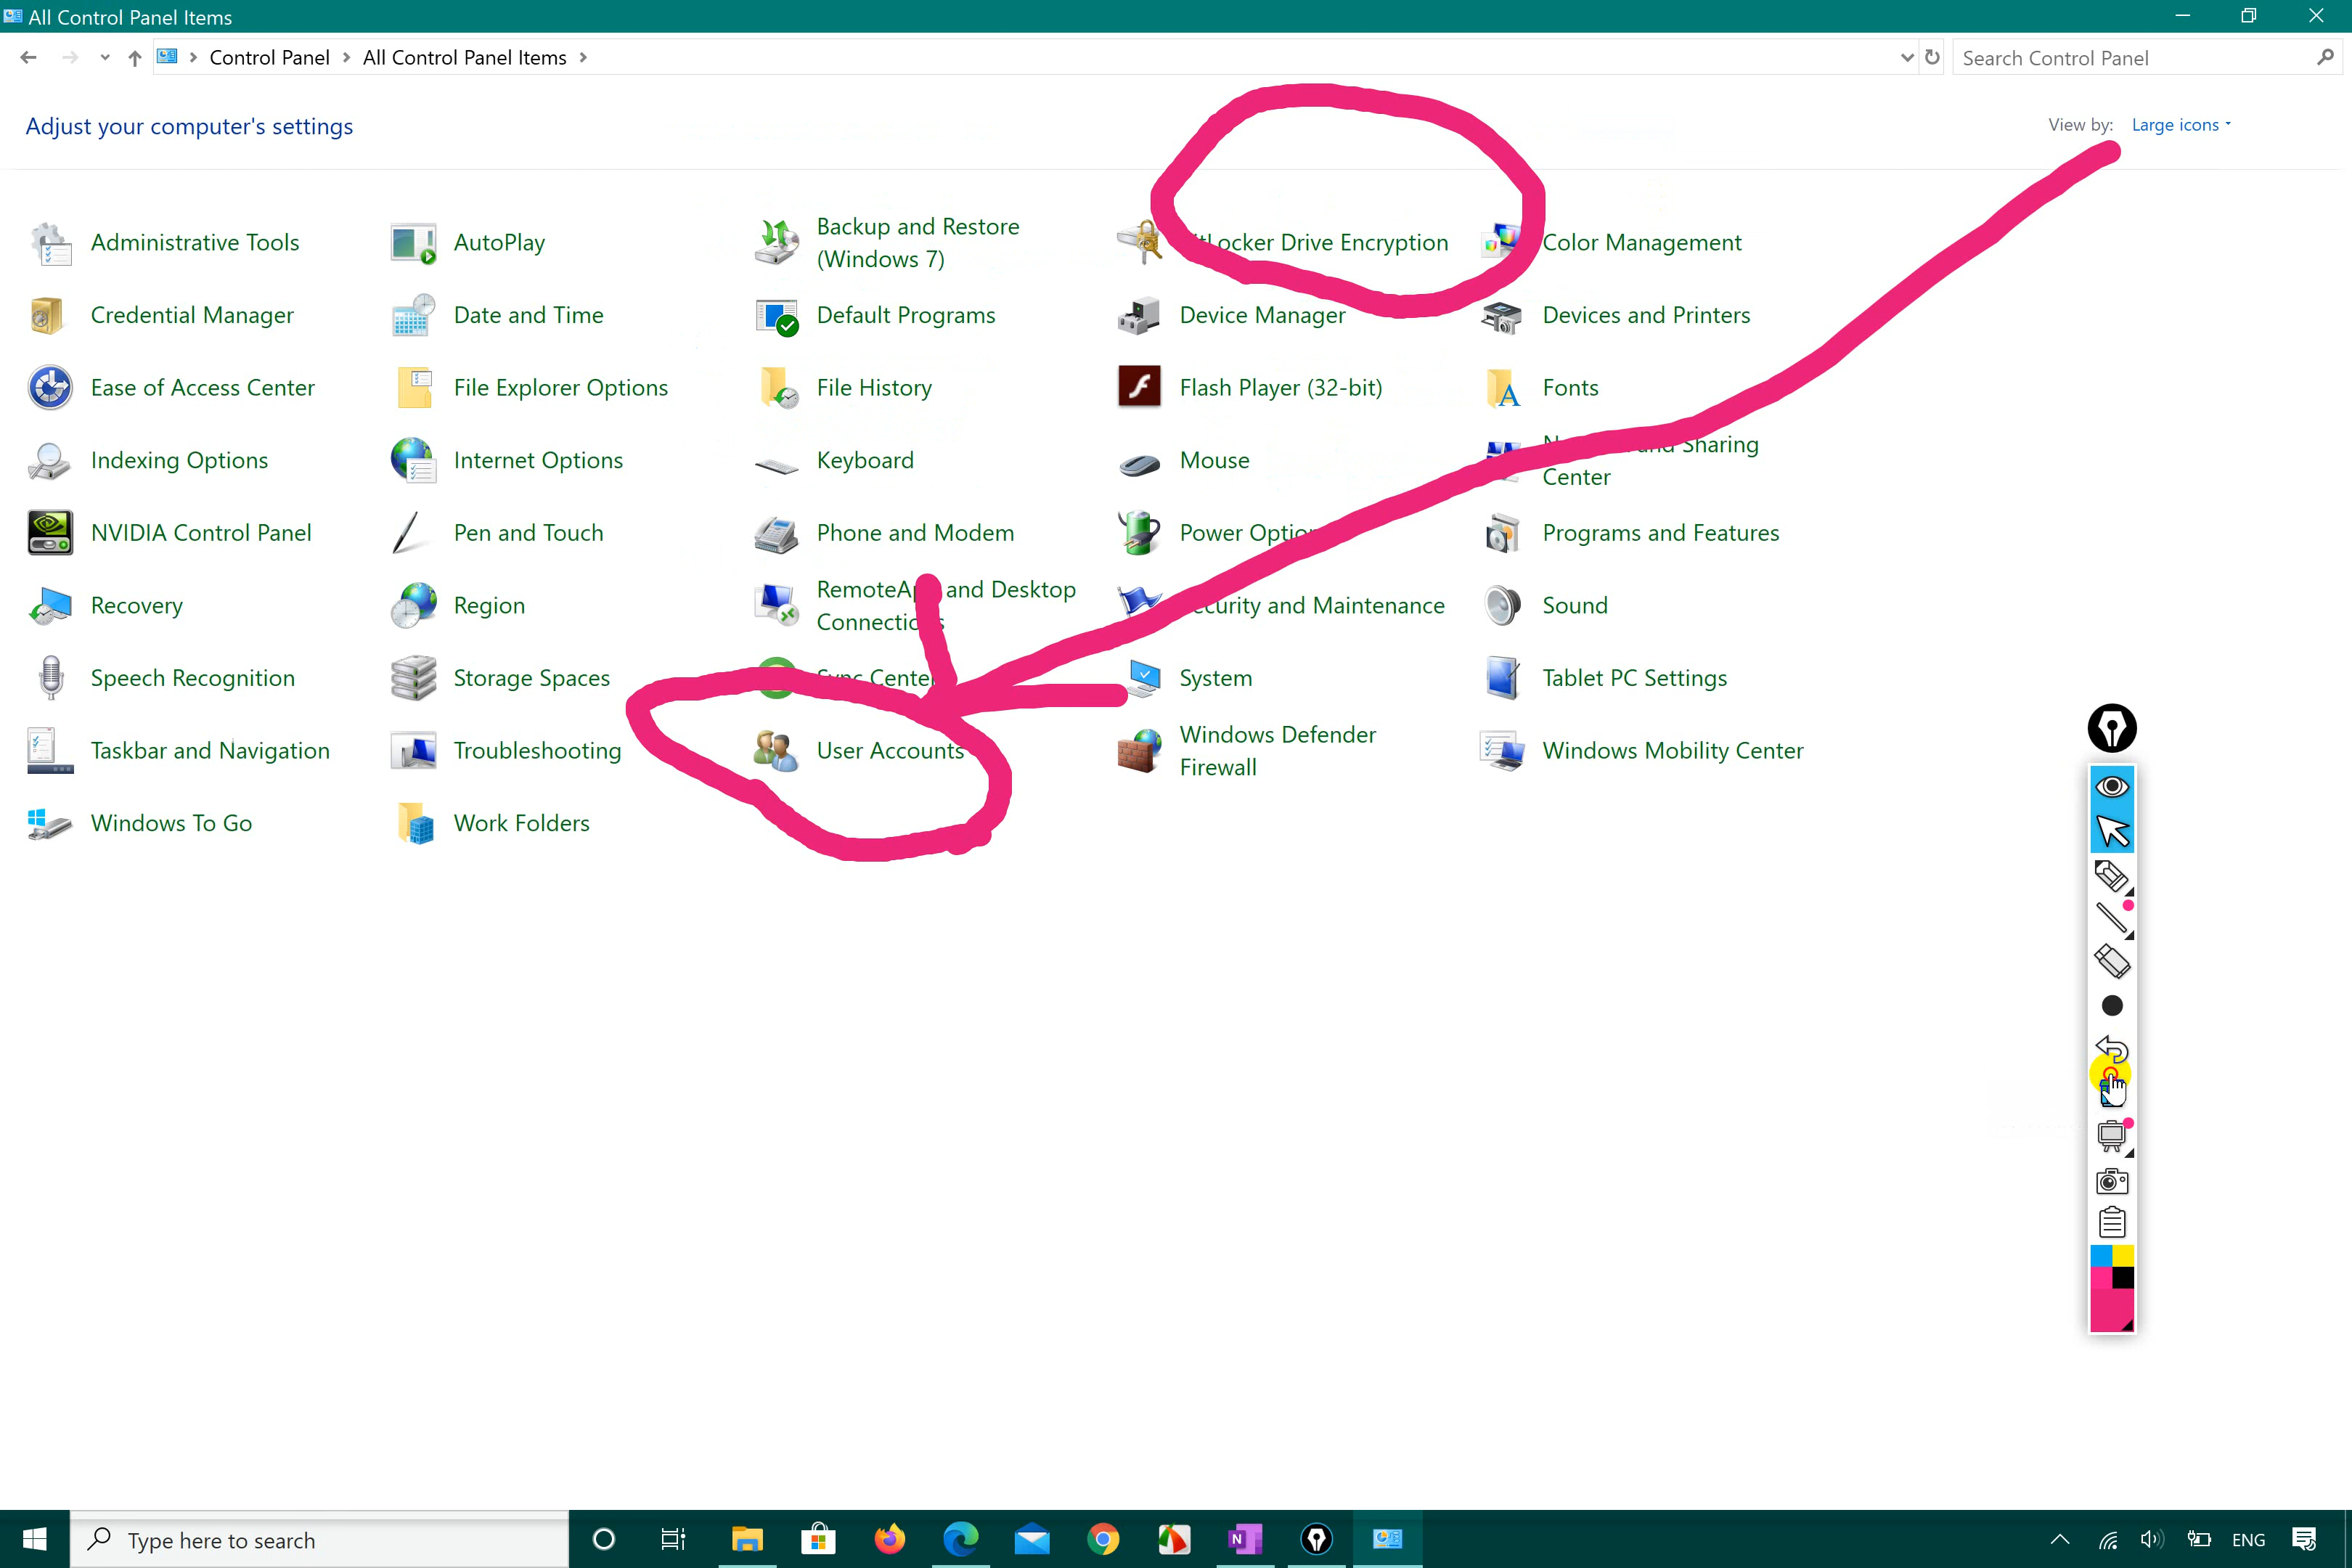 All Control Panel Items
Control Panel > All Control Panel Items >
Search Control Panel
Adjust your computer's settings
View by: Large icons
Administrative Tools
AutoPlay
Backup and Restore
(Windows 7)
Drive Encryption
Color Management
Credential Manager
Date and Time
Default Programs
Device Manager
Devices and Printers
Ease of Access Center
File Explorer Options
File History
Flash Player (32-bit)
Fonts
Indexing Options
Internet Options
Keyboard
Mouse
and Sharing
Center
NVIDIA Control Panel
Pen and Touch
Phone and Modem
Power
Programs and Features
Recovery
Region
and Desktop
Security and Maintenance
Sound
Speech Recognition
Storage Spaces
Sync Center
System
Tablet PC Settings
Taskbar and Navigation
Troubleshooting
User Accounts
Windows Defender
Firewall
Windows Mobility Center
Windows To Go
Work Folders
Type here to search
ENG